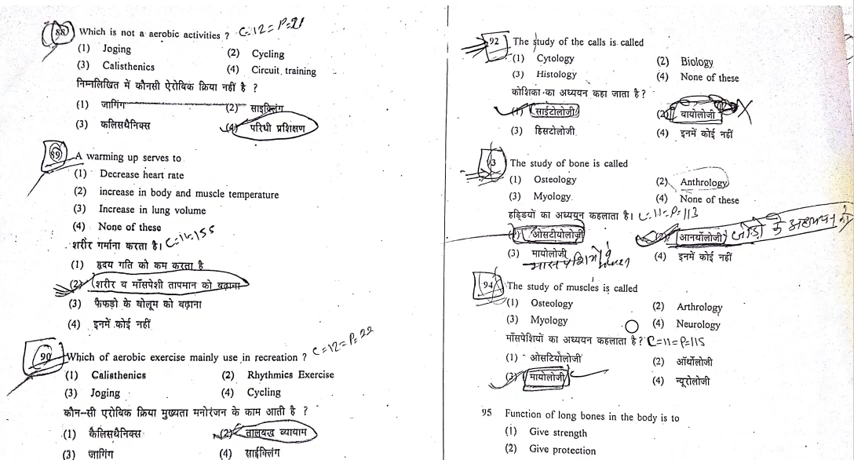 88 Which is not a aerobic activities ? C=12=P=21
(1) Joging (2) Cycling
(3) Calisthenics (4) Circuit training
निम्नलिखित में कौनसी ऐरोबिक क्रिया नहीं है ?
(1) जागिंग (2) साइक्लिंग
(3) कलिसथैनिक्स (4) परिधी प्रशिक्षण
89 A warming up serves to
(1) Decrease heart rate
(2) increase in body and muscle temperature
(3) Increase in lung volume
(4) None of these
शरीर गर्माना करता है।
(1) हृदय गति को कम करता है
(2) शरीर व माँसपेशी तापमान को बढ़ाना
(3) फैफड़ो के वोलूम को बढ़ाना
(4) इनमें कोई नहीं
90 Which of aerobic exercise mainly use in recreation ? C=12=P=22
(1) Calisthenics (2) Rhythmics Exercise
(3) Joging (4) Cycling
कौन-सी एरोबिक क्रिया मुख्यता मनोरंजन के काम आती है ?
(1) कैलिसथैनिक्स (2) तालबद्ध व्यायाम
(3) जागिंग (4) साईक्लिंग
92 The study of the calls is called
(1) Cytology (2) Biology
(3) Histology (4) None of these
कोशिका का अध्ययन कहा जाता है?
(1) साईटोलोजी (2) बायोलोजी
(3) हिसटोलोजी (4) इनमें कोई नहीं
3 The study of bone is called
(1) Osteology (2) Anthrology
(3) Myology (4) None of these
हड्डियों का अध्ययन कहलाता है। C=11=P=113
(1) ओसटीयोलोजी (2) आनर्थोलोजी जोड़ो के अध्ययन को
(3) मायोलोजी (4) इनमें कोई नहीं
94 The study of muscles is called
(1) Osteology (2) Arthrology
(3) Myology (4) Neurology
माँसपेशियों का अध्ययन कहलाता है? C=11=P=115
(1) ओसटियोलोजी (2) ऑर्थोलोजी
(3) मायोलोजी (4) न्यूरोलोजी
95 Function of long bones in the body is to
(1) Give strength
(2) Give protection